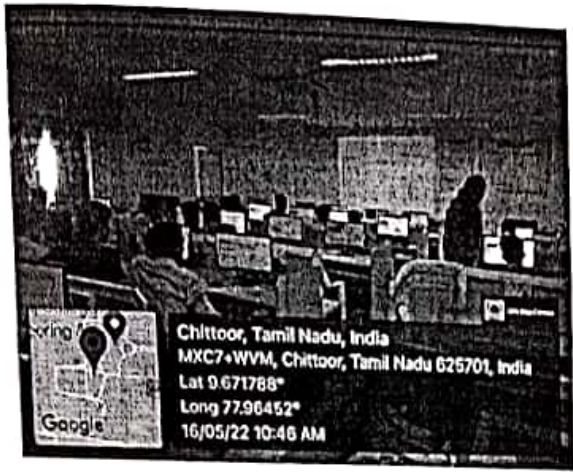 Google
Chittoor, Tamil Nadu, India
MXC7+WVM, Chittoor, Tamil Nadu 625701, India
Lat 9.671788°
Long 77.96452°
16/05/22 10:46 AM